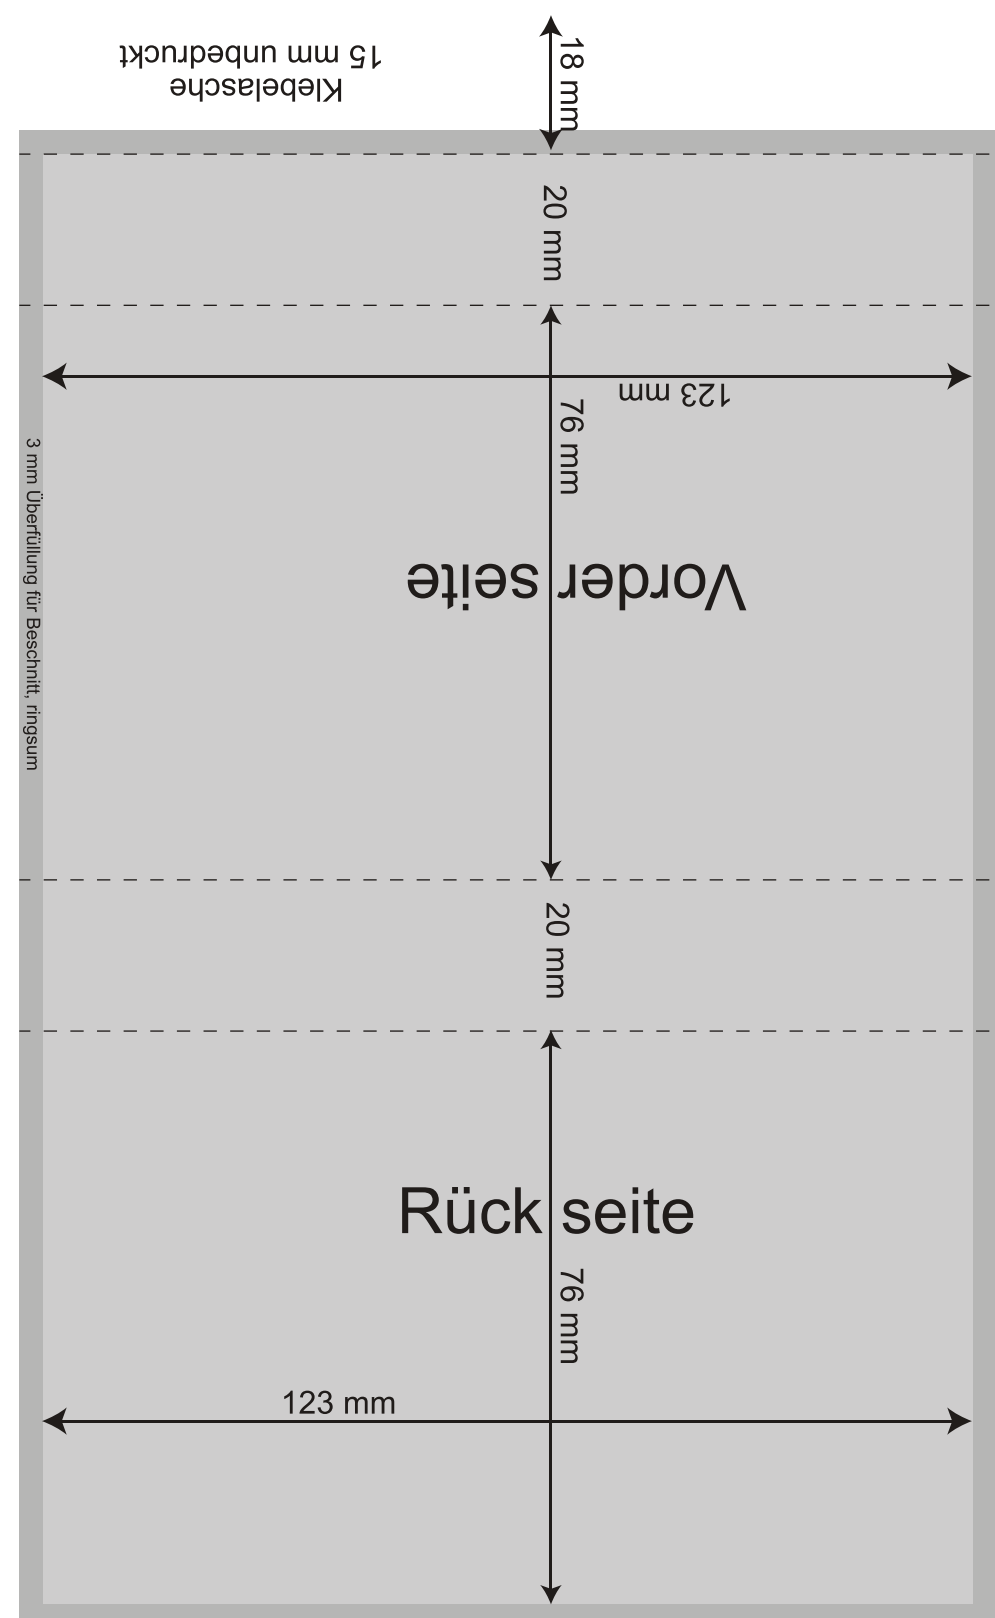 Klebelasche
15 mm unbedruckt
18 mm
20 mm
123 mm
76 mm
3 mm Überfüllung für Beschnitt, ringsum
Vorder seite
20 mm
Rück seite
76 mm
123 mm